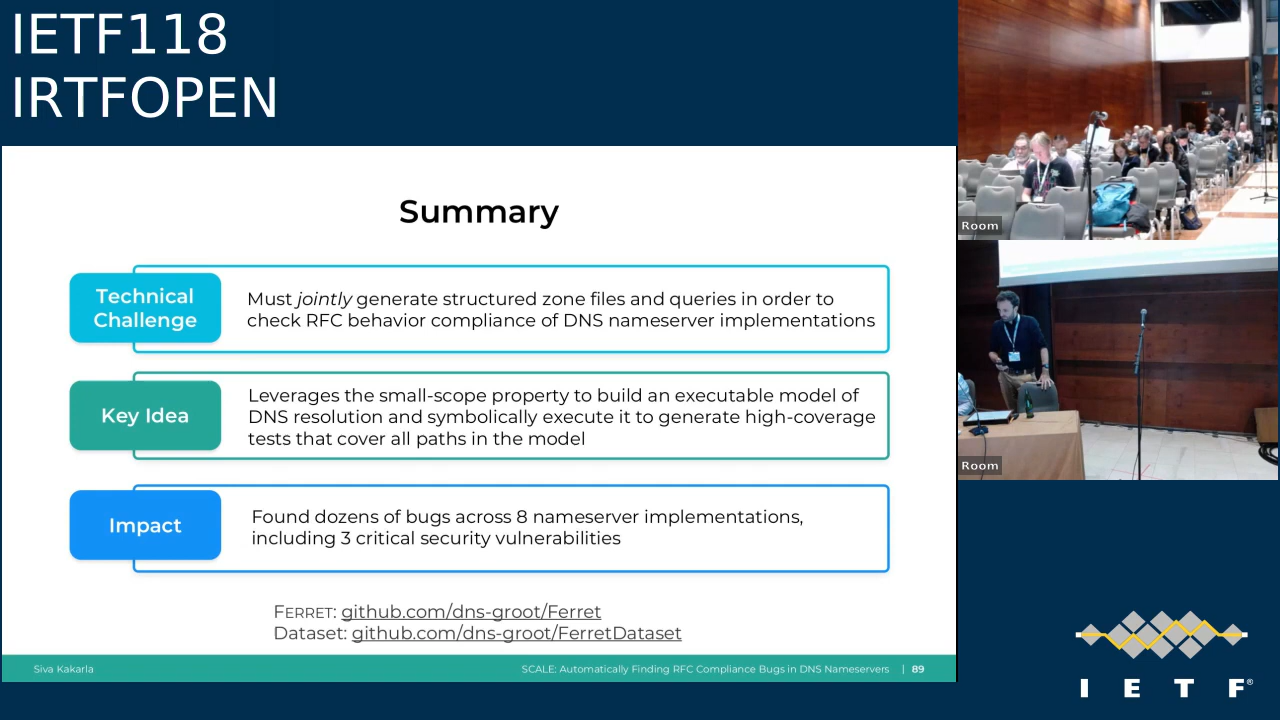 IETF118
IRTFOPEN
Summary
Technical
Challenge
Must jointly generate structured zone files and queries in order to
check RFC behavior compliance of DNS nameserver implementations
Key Idea
Leverages the small-scope property to build an executable model of
DNS resolution and symbolically execute it to generate high-coverage
tests that cover all paths in the model
Impact
Found dozens of bugs across 8 nameserver implementations,
including 3 critical security vulnerabilities
FERRET: github.com/dns-groot/Ferret
Dataset: github.com/dns-groot/FerretDataset
Siva Kakarla
SCALE: Automatically Finding RFC Compliance Bugs in DNS Nameservers | 89
Room
Room
I E T F®